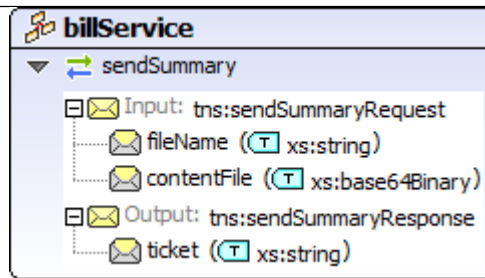 billService
sendSummary
Input: tns:sendSummaryRequest
fileName (T xs:string)
contentFile (T xs:base64Binary)
Output: tns:sendSummaryResponse
ticket (T xs:string)